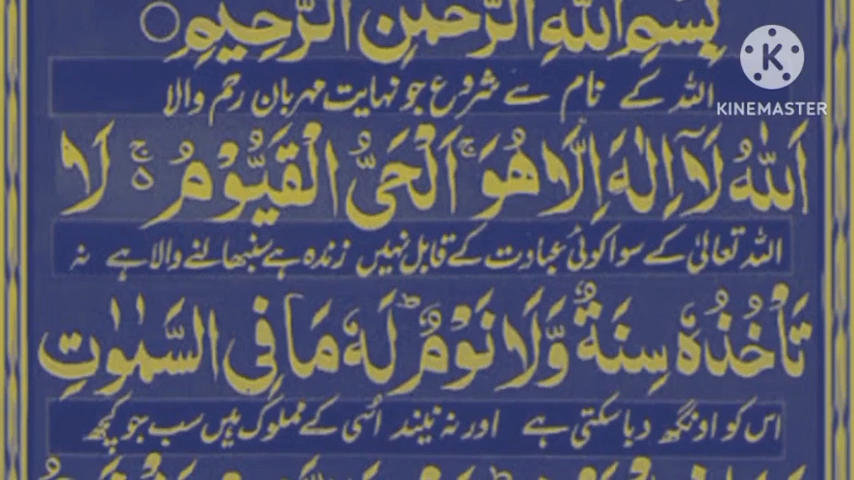 بِسْمِ اللهِ الرَّحْمٰنِ الرَّحِيْمِ
اللہ کے نام سے شروع جو نہایت مہربان رحم والا
KINEMASTER
اَللّٰهُ لَآ اِلٰهَ اِلَّا هُوَ ۚ اَلْحَيُّ الْقَيُّوْمُ ۚ۬ لَا
اللہ تعالیٰ کے سوا کوئی عبادت کے قابل نہیں زندہ ہے سنبھالنے والا ہے نہ
تَاْخُذُهٗ سِنَةٌ وَّلَا نَوْمٌ ؕ لَهٗ مَا فِي السَّمٰوٰتِ
اس کو اونگھ دبا سکتی ہے اور نہ نیند اُسی کے مملوک ہیں سب جو کچھ